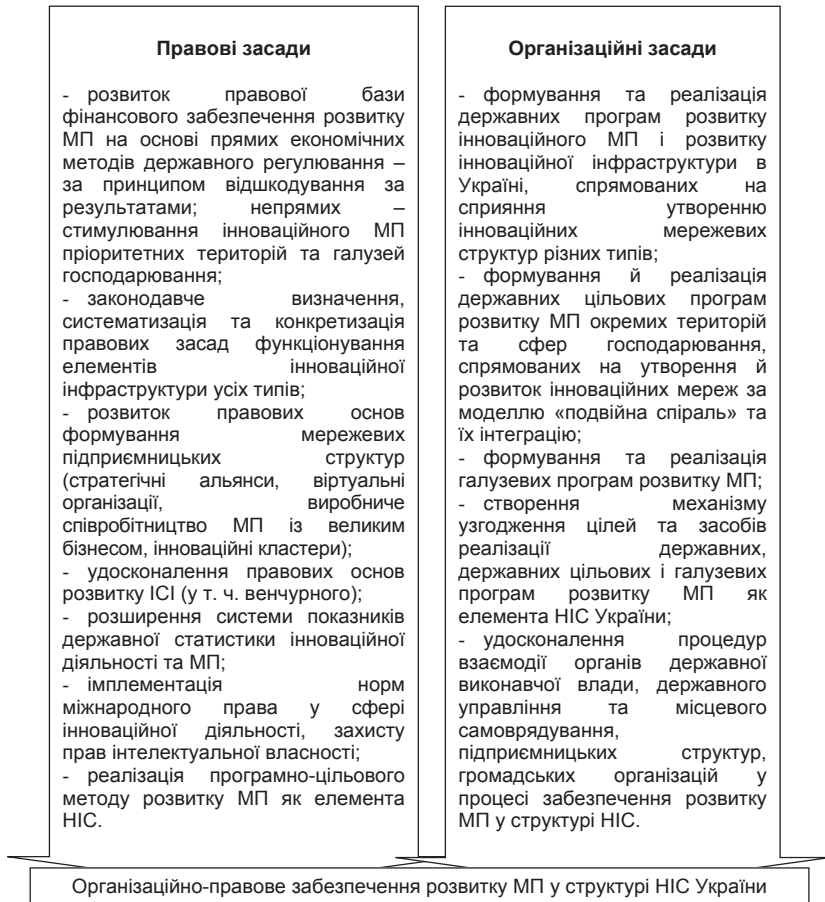 Правові засади
- розвиток правової бази
фінансового забезпечення розвитку
МП на основі прямих економічних
методів державного регулювання –
за принципом відшкодування за
результатами; непрямих –
стимулювання інноваційного МП
пріоритетних територій та галузей
господарювання;
- законодавче визначення,
систематизація та конкретизація
правових засад функціонування
елементів інноваційної
інфраструктури усіх типів;
- розвиток правових основ
формування мережевих
підприємницьких структур
(стратегічні альянси, віртуальні
організації, виробниче
співробітництво МП із великим
бізнесом, інноваційні кластери);
- удосконалення правових основ
розвитку ІСІ (у т. ч. венчурного);
- розширення системи показників
державної статистики інноваційної
діяльності та МП;
- імплементація норм
міжнародного права у сфері
інноваційної діяльності, захисту
прав інтелектуальної власності;
- реалізація програмно-цільового
методу розвитку МП як елемента
НІС.
Організаційні засади
- формування та реалізація
державних програм розвитку
інноваційного МП і розвитку
інноваційної інфраструктури в
Україні, спрямованих на
сприяння утворенню
інноваційних мережевих
структур різних типів;
- формування й реалізація
державних цільових програм
розвитку МП окремих територій
та сфер господарювання,
спрямованих на утворення й
розвиток інноваційних мереж за
моделлю «подвійна спіраль» та
їх інтеграцію;
- формування та реалізація
галузевих програм розвитку МП;
- створення механізму
узгодження цілей та засобів
реалізації державних,
державних цільових і галузевих
програм розвитку МП як
елемента НІС України;
- удосконалення процедур
взаємодії органів державної
виконавчої влади, державного
управління та місцевого
самоврядування,
підприємницьких структур,
громадських організацій у
процесі забезпечення розвитку
МП у структурі НІС.
Організаційно-правове забезпечення розвитку МП у структурі НІС України